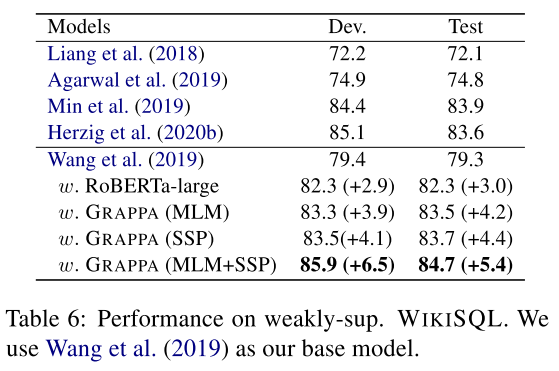 Models Dev. Test
Liang et al. (2018) 72.2 72.1
Agarwal et al. (2019) 74.9 74.8
Min et al. (2019) 84.4 83.9
Herzig et al. (2020b) 85.1 83.6
Wang et al. (2019) 79.4 79.3
w. RoBERTa-large 82.3 (+2.9) 82.3 (+3.0)
w. GRAPPA (MLM) 83.3 (+3.9) 83.5 (+4.2)
w. GRAPPA (SSP) 83.5(+4.1) 83.7 (+4.4)
w. GRAPPA (MLM+SSP) 85.9 (+6.5) 84.7 (+5.4)
Table 6: Performance on weakly-sup. WIKISQL. We
use Wang et al. (2019) as our base model.